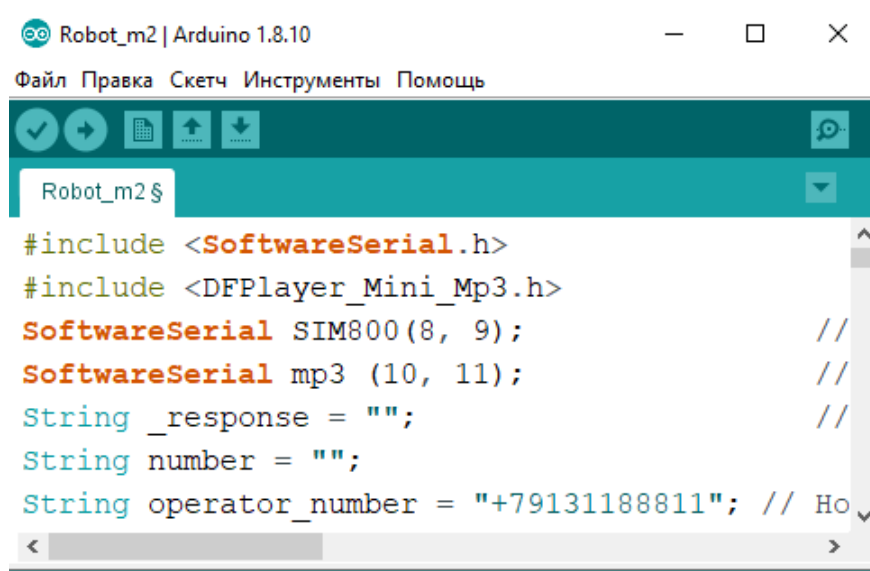 Robot_m2 | Arduino 1.8.10
Файл Правка Скетч Инструменты Помощь
Robot_m2 §
#include <SoftwareSerial.h>
#include <DFPlayer_Mini_Mp3.h>
SoftwareSerial SIM800(8, 9); //
SoftwareSerial mp3 (10, 11); //
String _response = ""; //
String number = "";
String operator_number = "+79131188811"; // Но